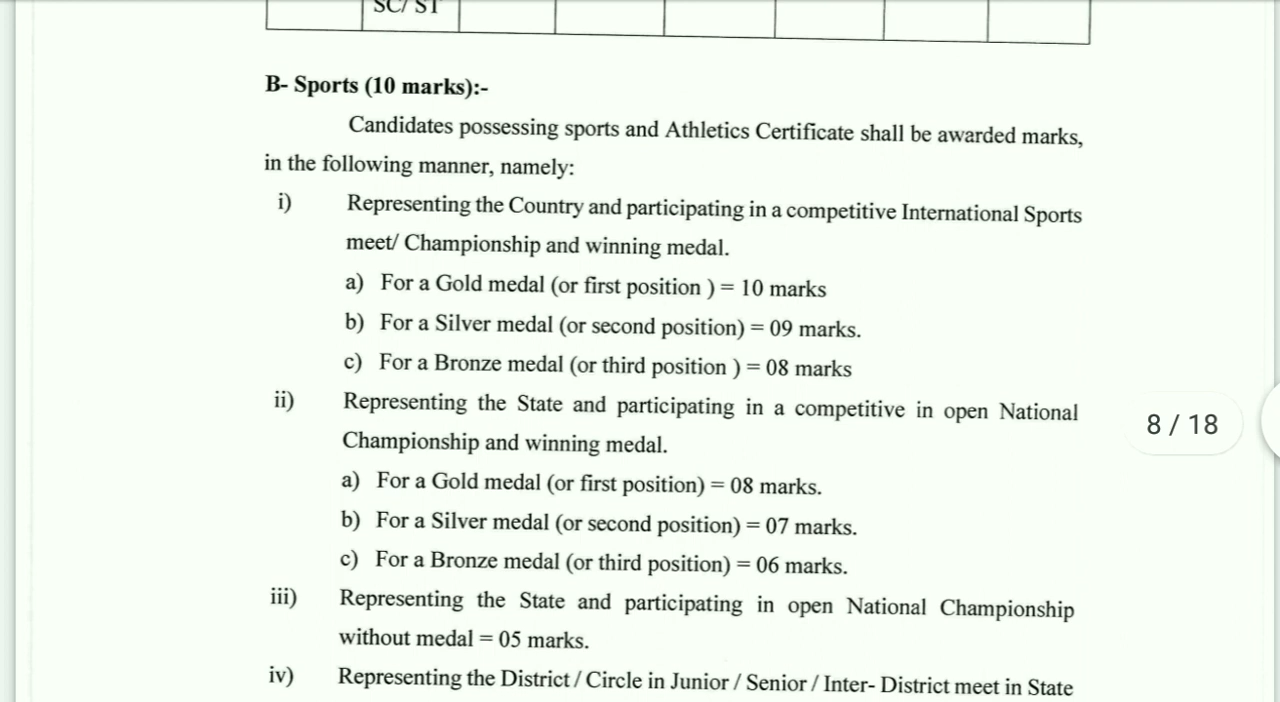 SC/ ST
B- Sports (10 marks):-
Candidates possessing sports and Athletics Certificate shall be awarded marks,
in the following manner, namely:
i) Representing the Country and participating in a competitive International Sports
meet/ Championship and winning medal.
a) For a Gold medal (or first position ) = 10 marks
b) For a Silver medal (or second position) = 09 marks.
c) For a Bronze medal (or third position ) = 08 marks
ii) Representing the State and participating in a competitive in open National
Championship and winning medal.
8 / 18
a) For a Gold medal (or first position) = 08 marks.
b) For a Silver medal (or second position) = 07 marks.
c) For a Bronze medal (or third position) = 06 marks.
iii) Representing the State and participating in open National Championship
without medal = 05 marks.
iv) Representing the District / Circle in Junior / Senior / Inter- District meet in State